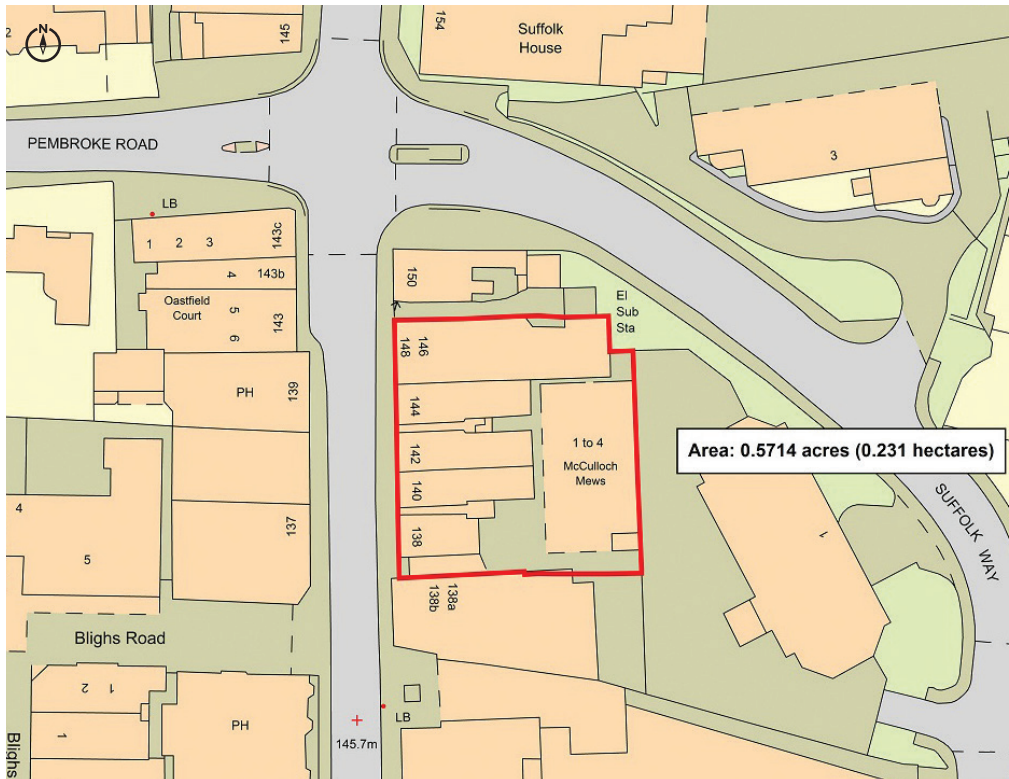 N
2
145
154
Suffolk
House
PEMBROKE ROAD
3
LB
1 2 3
143c
4
143b
Oastfield
Court
5
143
6
150
El
Sub
Sta
148
146
PH
139
144
142
140
138
1 to 4
McCulloch
Mews
Area: 0.5714 acres (0.231 hectares)
SUFFOLK WAY
1
4
5
137
138b
138a
Blighs Road
2 1
1
PH
LB
145.7m
Blighs